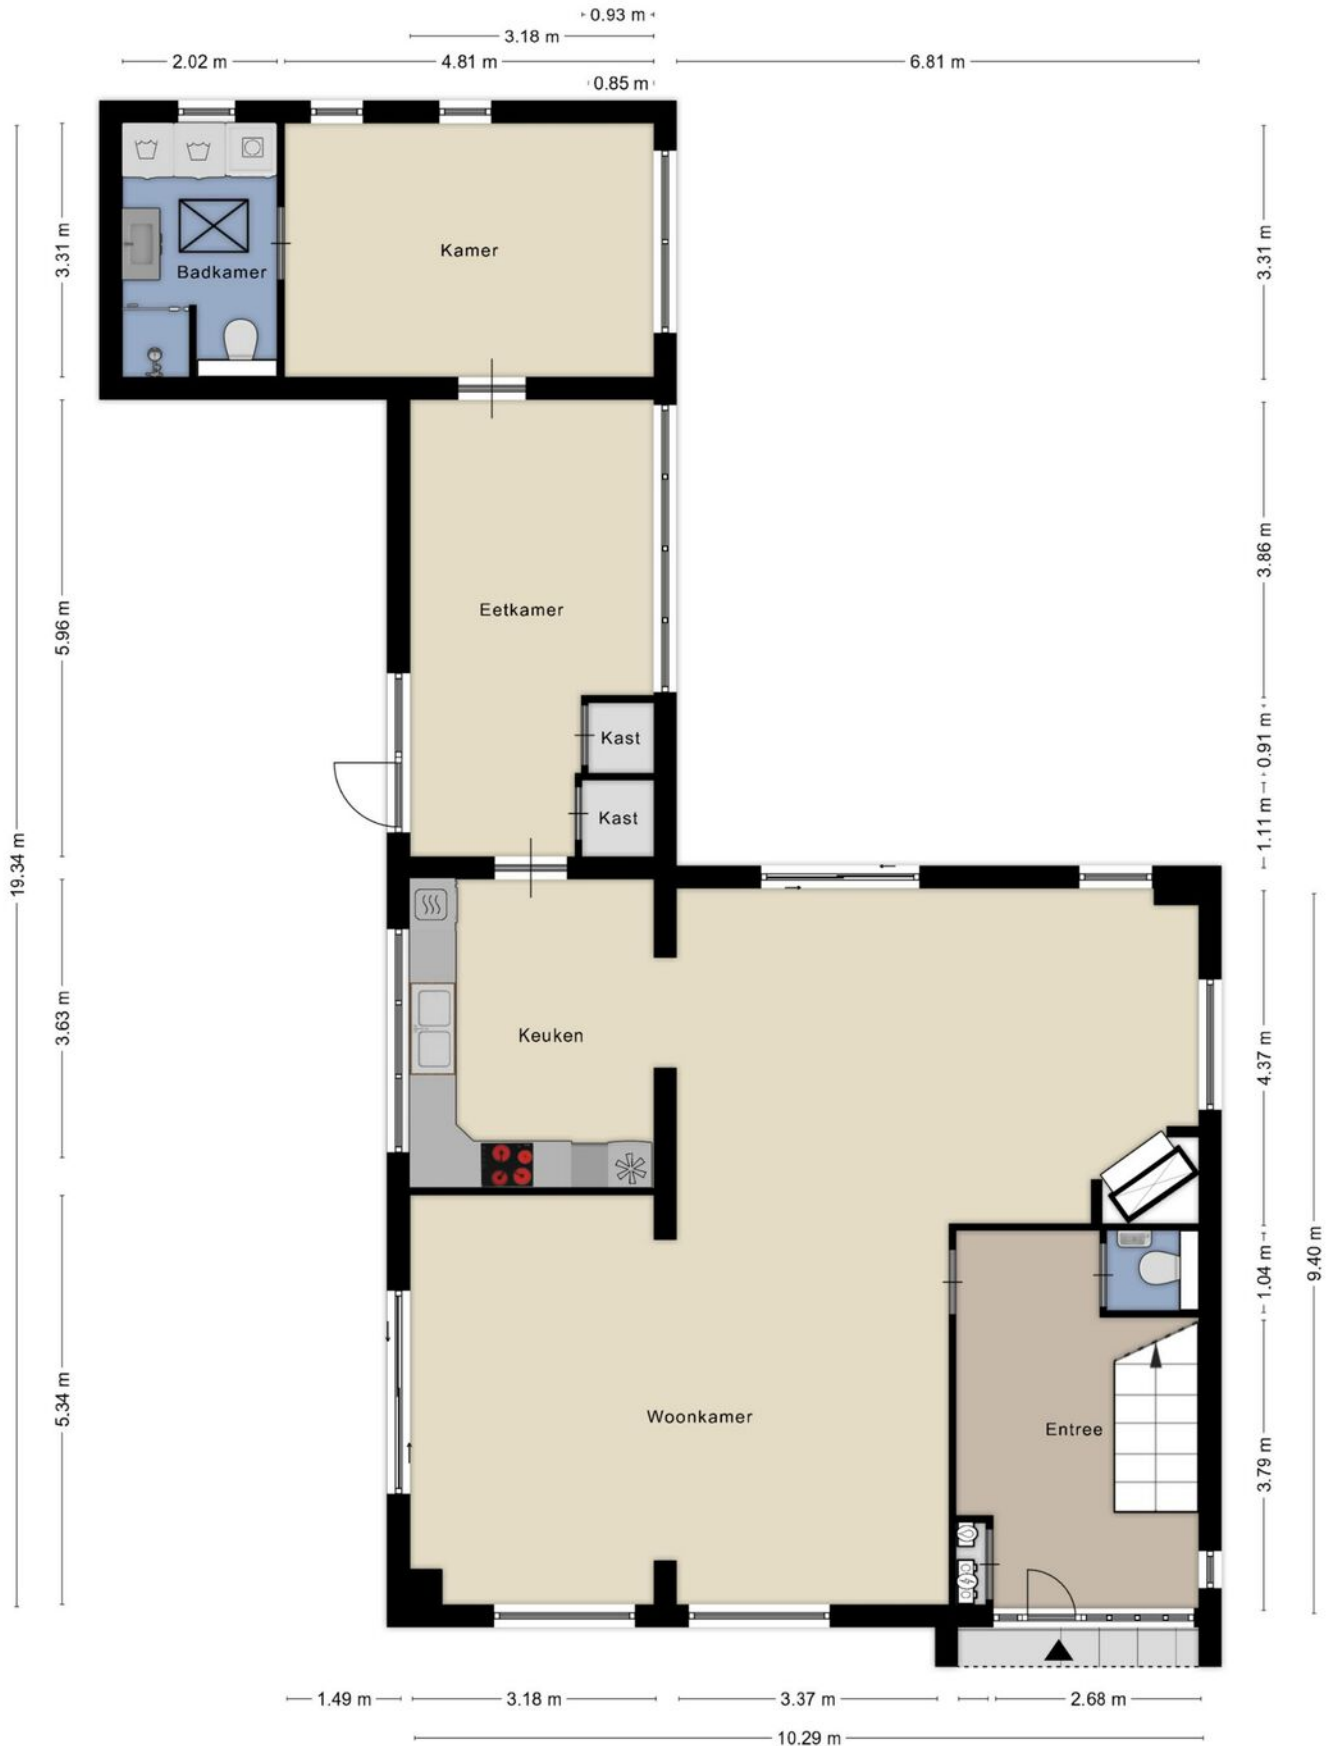 0.93 m
3.18 m
2.02 m
4.81 m
6.81 m
0.85 m
3.31 m
Badkamer
Kamer
3.31 m
5.96 m
Eetkamer
3.86 m
Kast
0.91 m
Kast
1.11 m
19.34 m
3.63 m
Keuken
4.37 m
1.04 m
9.40 m
5.34 m
Woonkamer
Entree
3.79 m
1.49 m
3.18 m
3.37 m
2.68 m
10.29 m